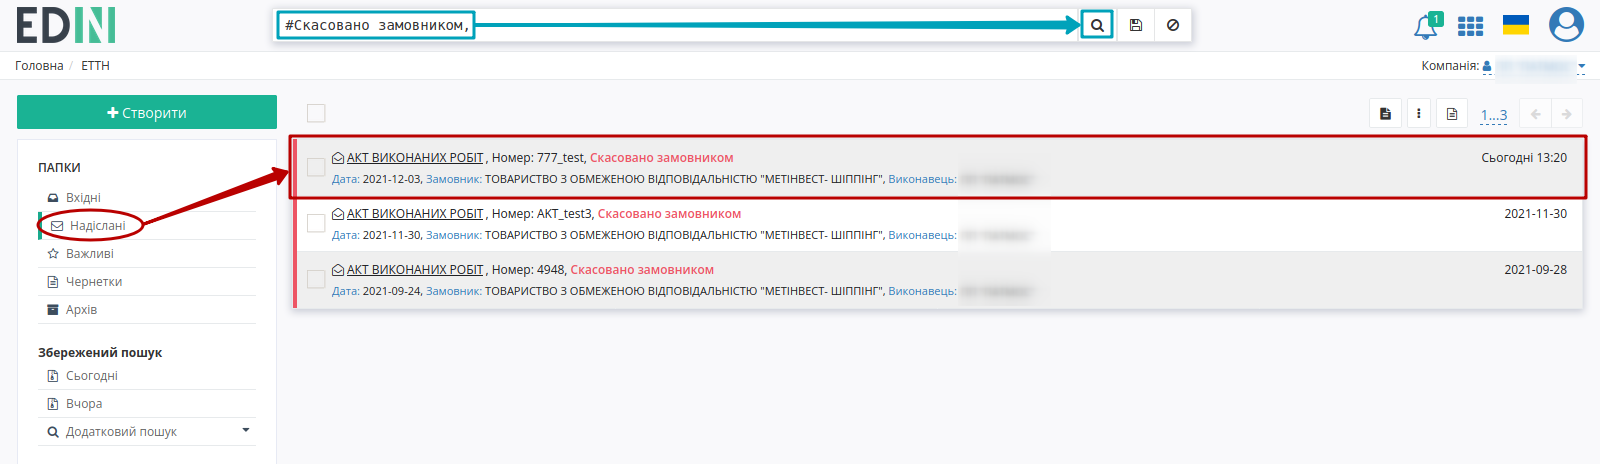 EDIN
#Скасовано замовником,
1
Головна / ЕТТН
Компанія:
Створити
1...3
ПАПКИ
Вхідні
Надіслані
Важливі
Чернетки
Архів
Збережений пошук
Сьогодні
Вчора
Додатковий пошук
АКТ ВИКОНАНИХ РОБІТ, Номер: 777_test, Скасовано замовником Сьогодні 13:20
Дата: 2021-12-03, Замовник: ТОВАРИСТВО З ОБМЕЖЕНОЮ ВІДПОВІДАЛЬНІСТЮ "МЕТІНВЕСТ- ШІППІНГ", Виконавець:
АКТ ВИКОНАНИХ РОБІТ, Номер: АКТ_test3, Скасовано замовником 2021-11-30
Дата: 2021-11-30, Замовник: ТОВАРИСТВО З ОБМЕЖЕНОЮ ВІДПОВІДАЛЬНІСТЮ "МЕТІНВЕСТ- ШІППІНГ", Виконавець:
АКТ ВИКОНАНИХ РОБІТ, Номер: 4948, Скасовано замовником 2021-09-28
Дата: 2021-09-24, Замовник: ТОВАРИСТВО З ОБМЕЖЕНОЮ ВІДПОВІДАЛЬНІСТЮ "МЕТІНВЕСТ- ШІППІНГ", Виконавець: